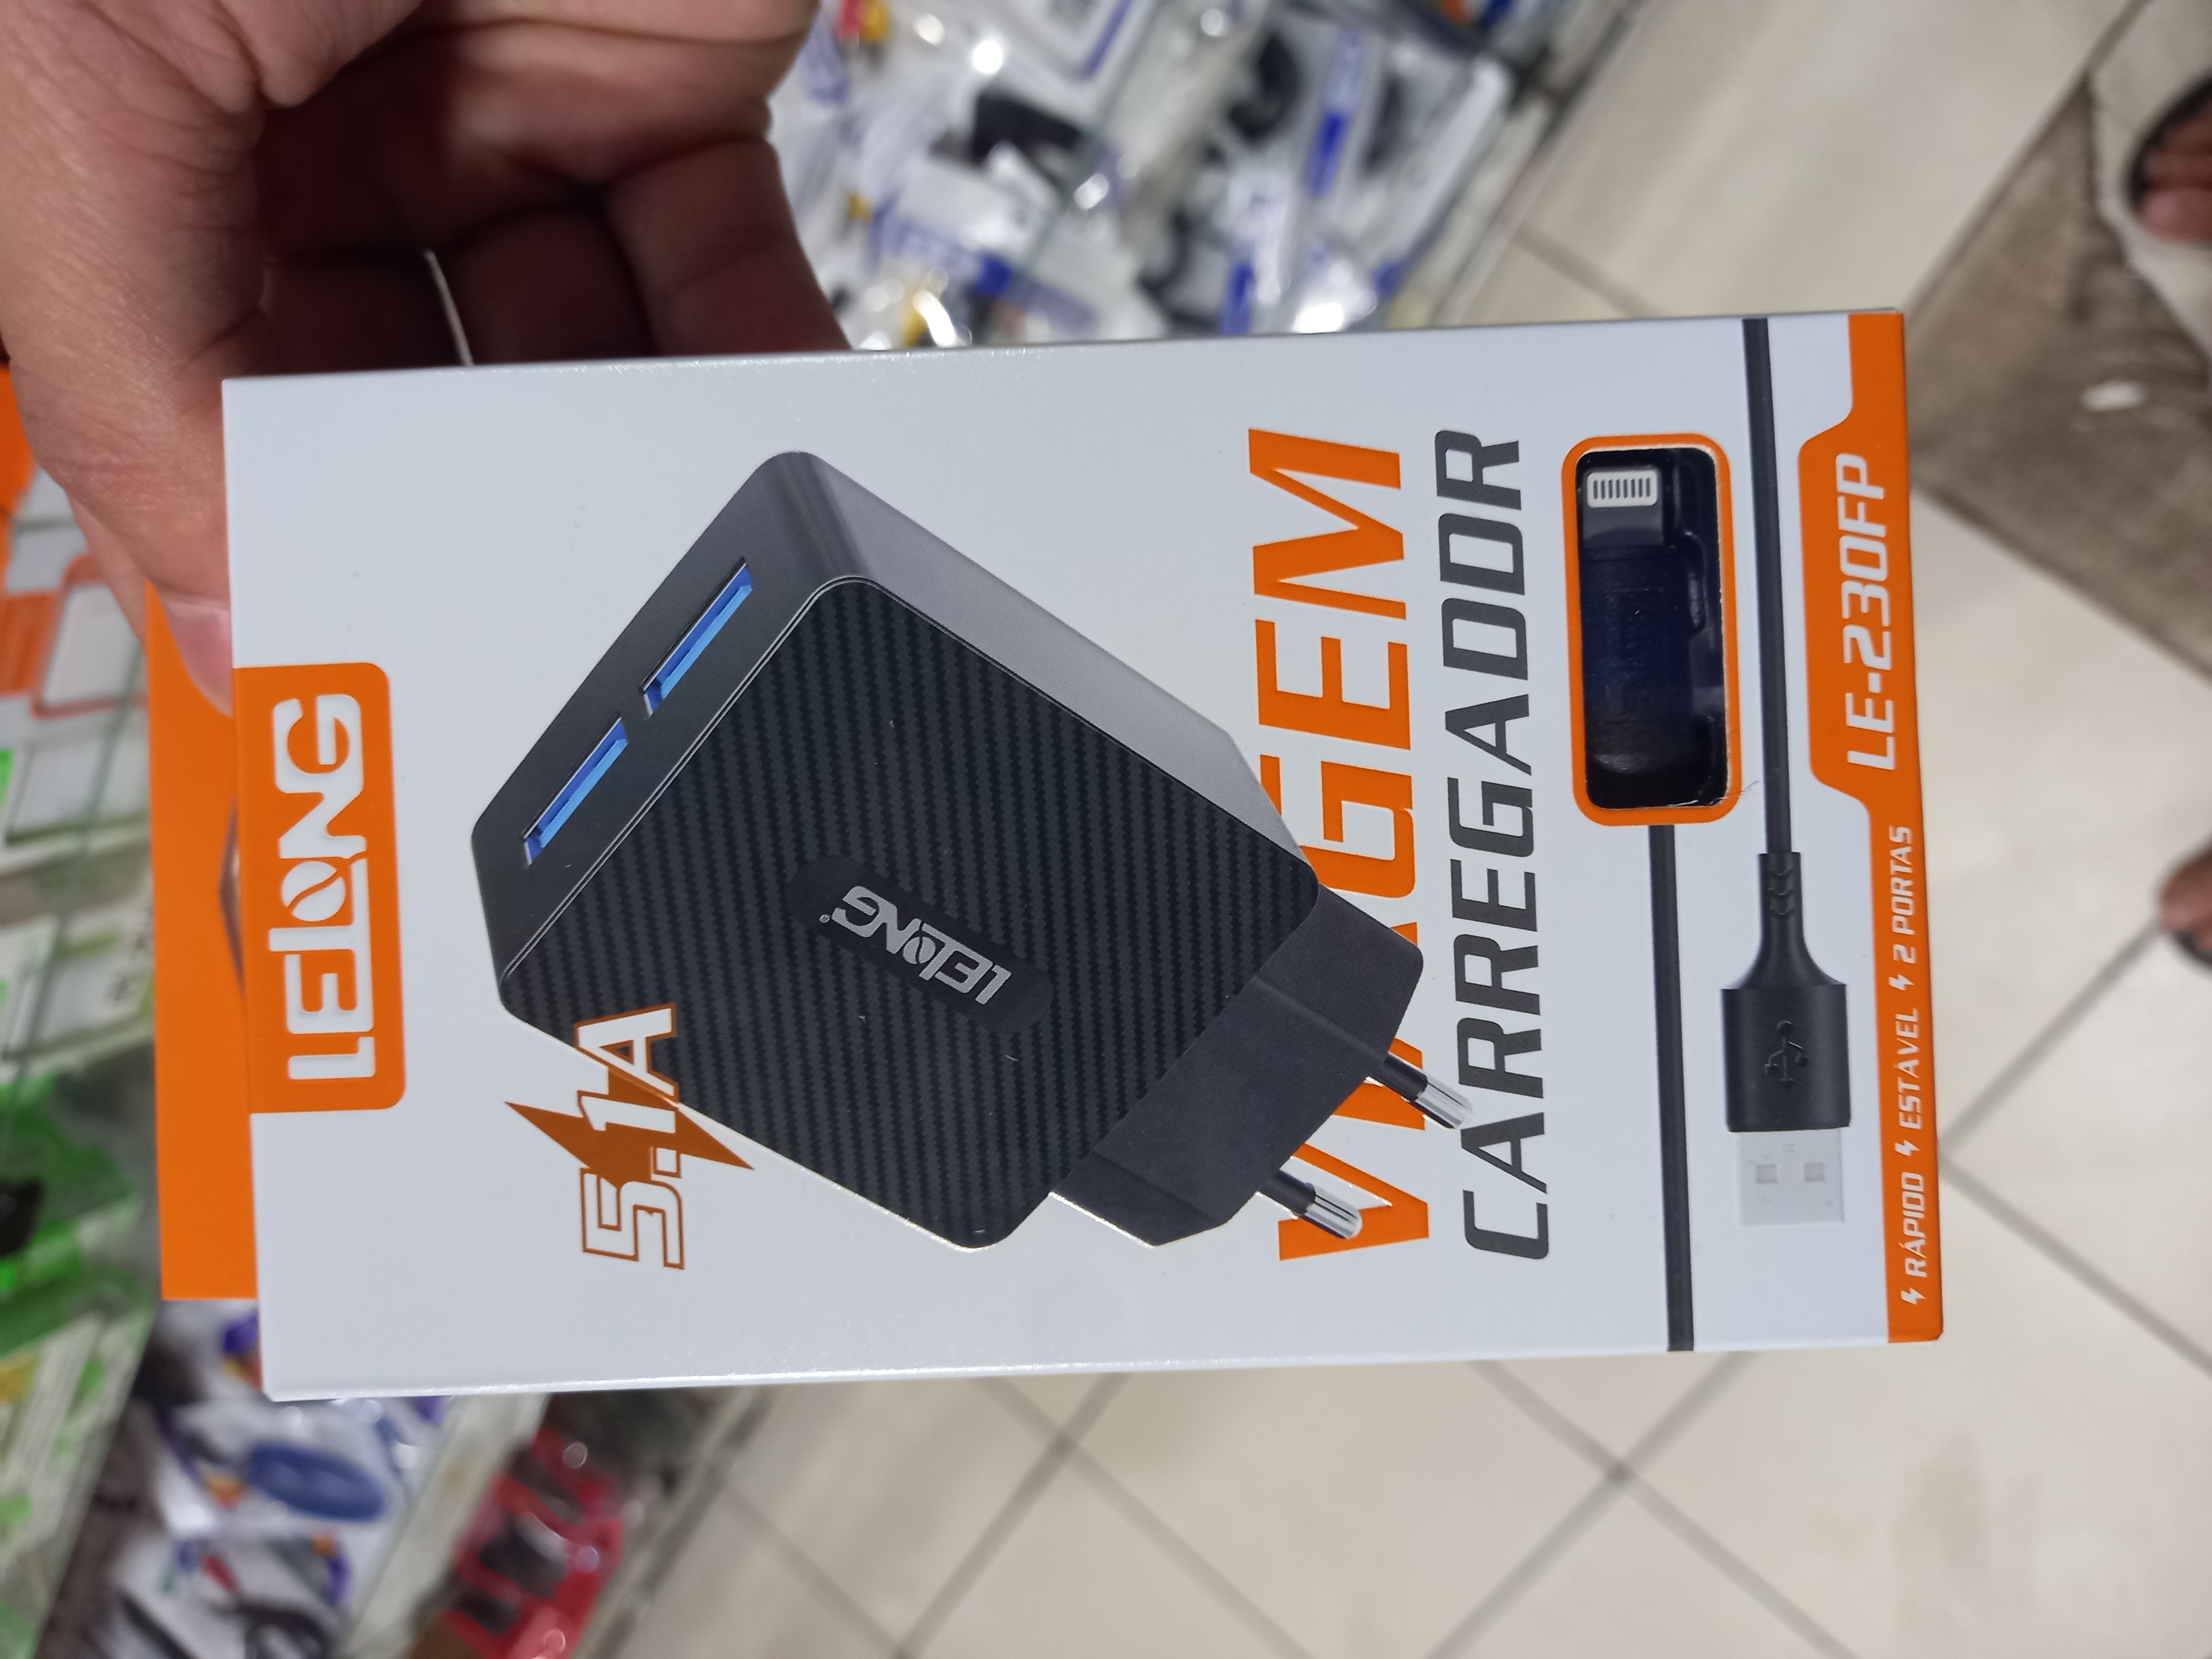 LELONG
5.1A
LELONG
VIAGEM
CARREGADOR
LE-230FP
RÁPIDO ESTÁVEL 2 PORTAS